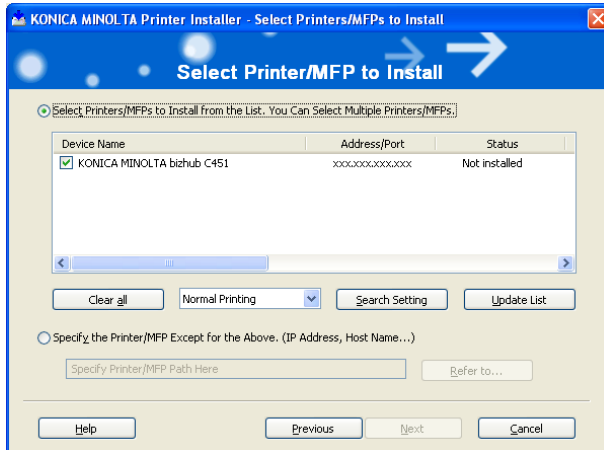 KONICA MINOLTA Printer Installer - Select Printers/MFPs to Install
Select Printer/MFP to Install
Select Printers/MFPs to Install from the List. You Can Select Multiple Printers/MFPs.
Device Name Address/Port Status
KONICA MINOLTA bizhub C451 xxx.xxx.xxx.xxx Not installed
Clear all Normal Printing Search Setting Update List
Specify the Printer/MFP Except for the Above. (IP Address, Host Name...)
Specify Printer/MFP Path Here Refer to...
Help Previous Next Cancel